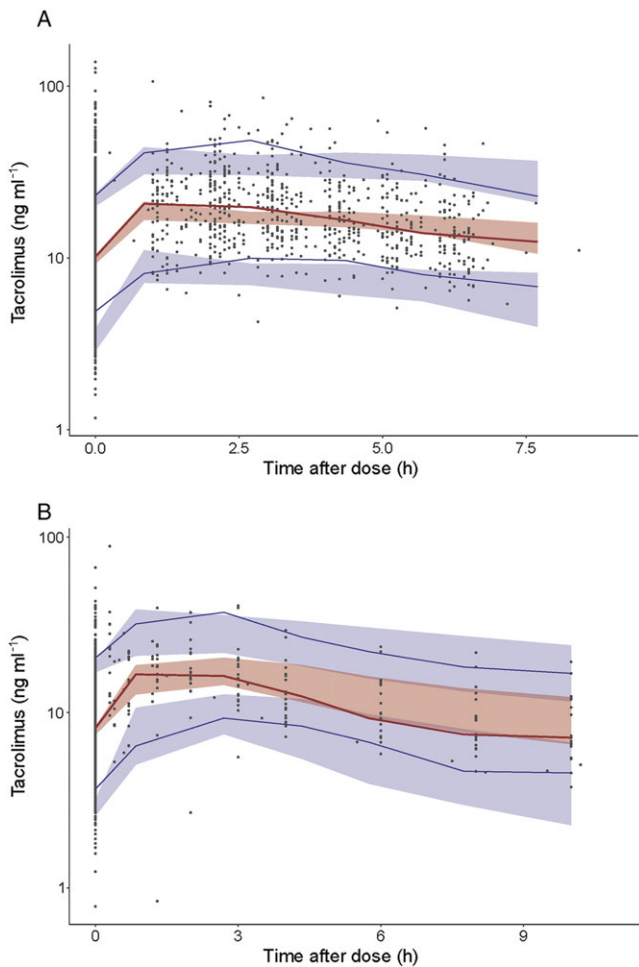 A
Tacrolimus (ng ml⁻¹)
100
10
1
0.0 2.5 5.0 7.5
Time after dose (h)
B
Tacrolimus (ng ml⁻¹)
100
10
1
0 3 6 9
Time after dose (h)